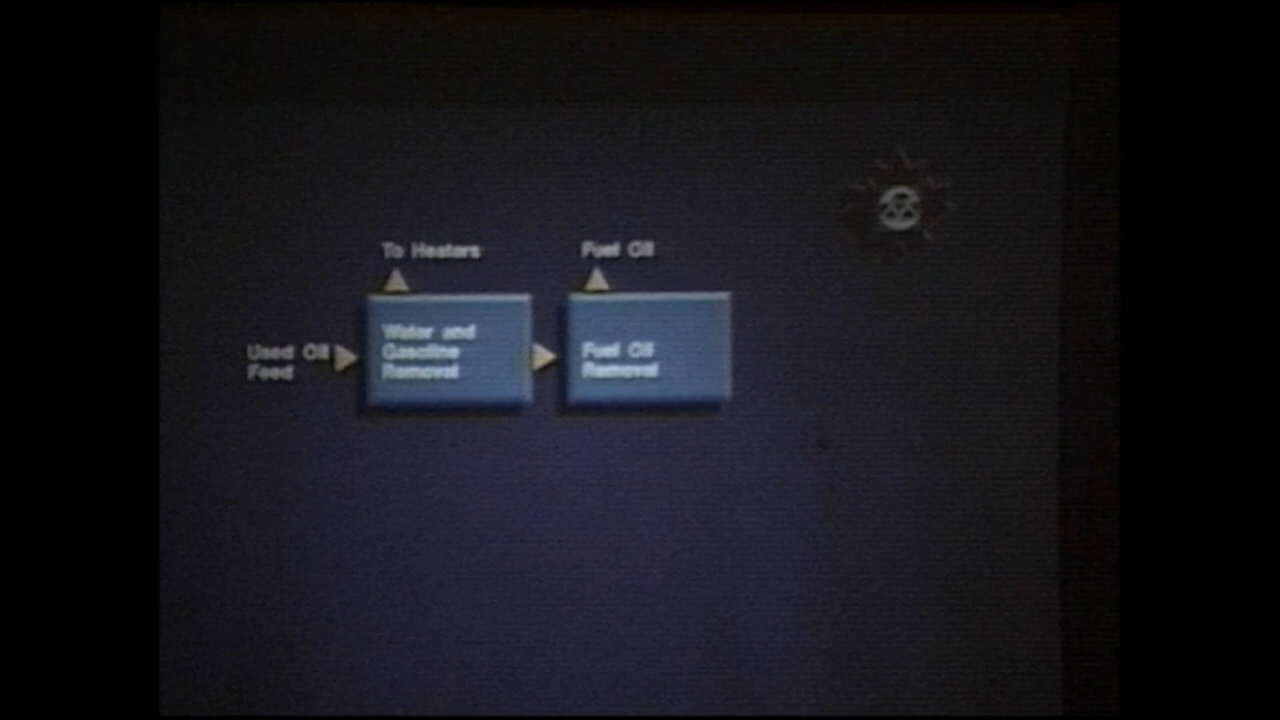 To Heaters
Fuel Oil
Water and
Gasoline
Removal
Used Oil
Feed
Fuel Oil
Removal